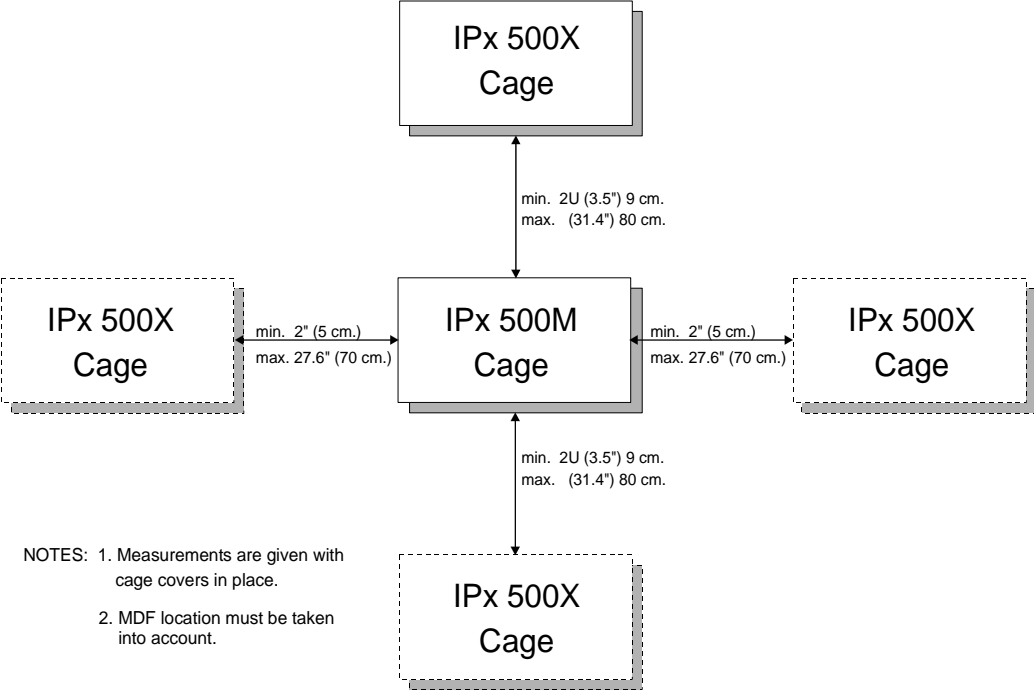 IPx 500X
Cage
min. 2U (3.5") 9 cm.
max. (31.4") 80 cm.
IPx 500X
Cage
min. 2" (5 cm.)
max. 27.6" (70 cm.)
IPx 500M
Cage
min. 2" (5 cm.)
max. 27.6" (70 cm.)
IPx 500X
Cage
min. 2U (3.5") 9 cm.
max. (31.4") 80 cm.
NOTES: 1. Measurements are given with
cage covers in place.
2. MDF location must be taken
into account.
IPx 500X
Cage